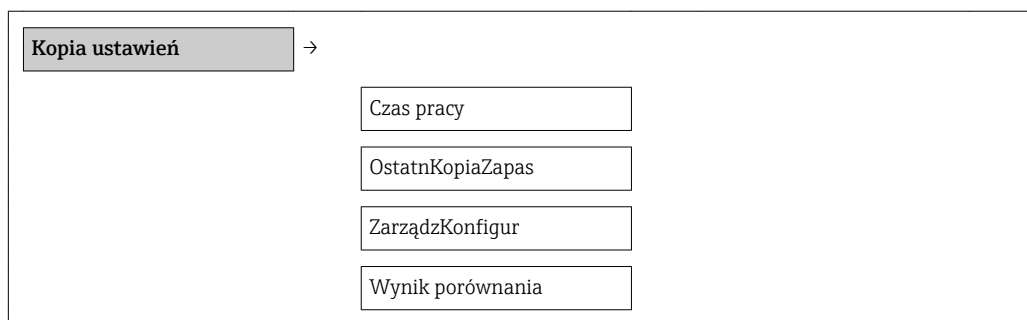 Kopia ustawień →
Czas pracy
OstatnKopiaZapas
ZarządzKonfigur
Wynik porównania